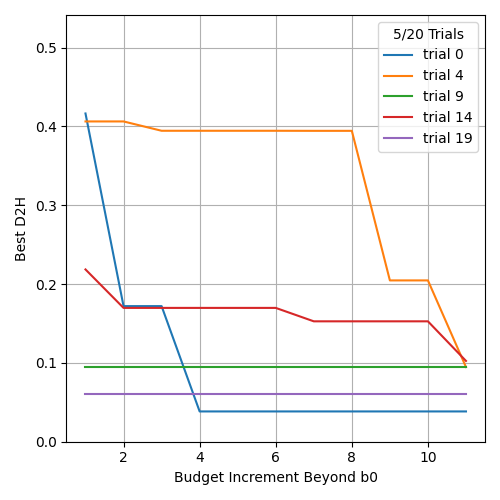 5/20 Trials
trial 0
trial 4
trial 9
trial 14
trial 19
Best D2H
0.5
0.4
0.3
0.2
0.1
0.0
2 4 6 8 10
Budget Increment Beyond b0